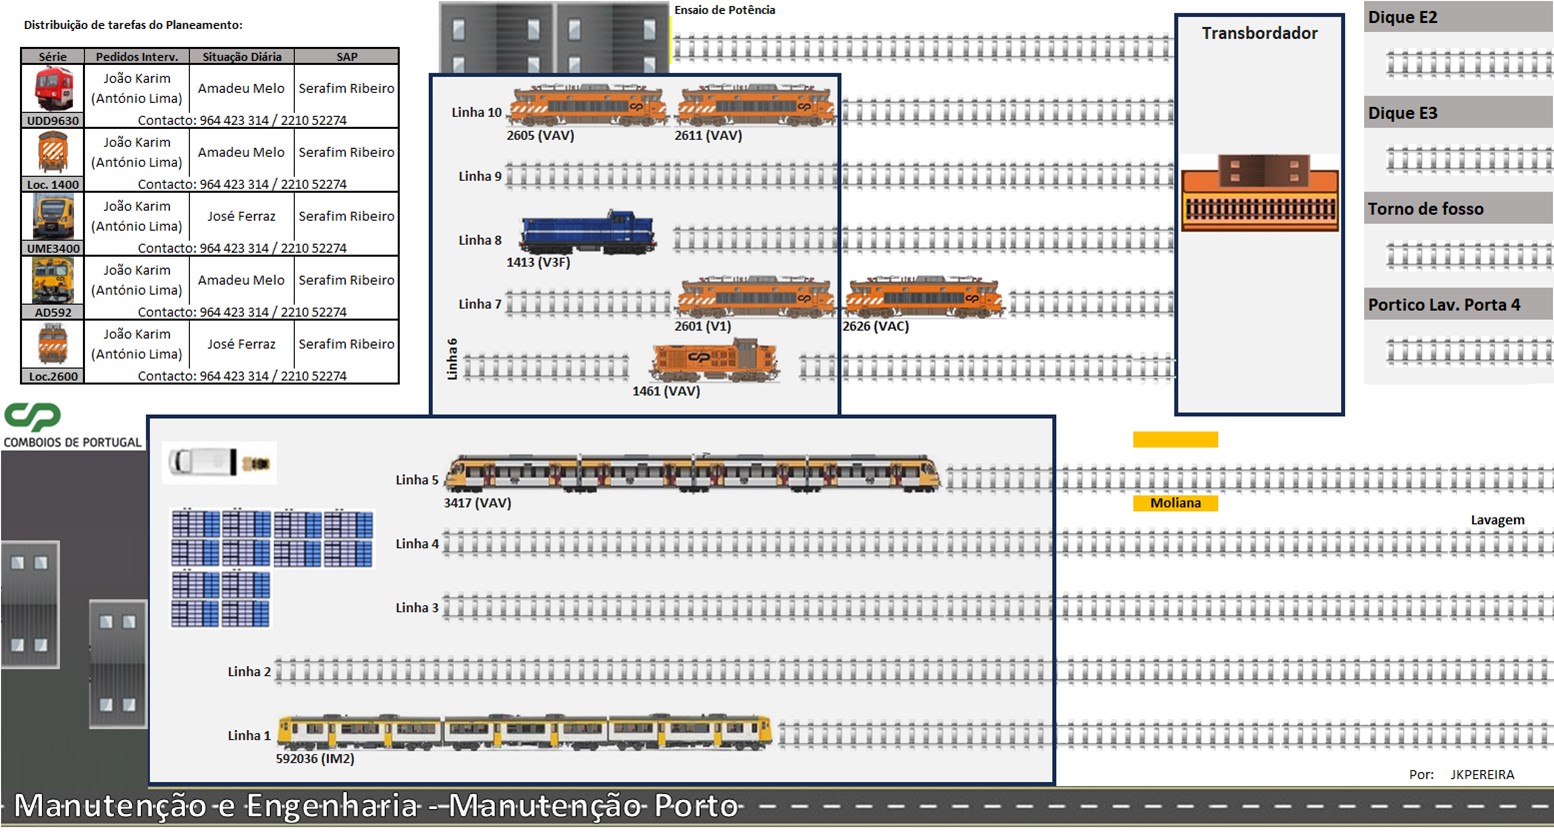 Distribuição de tarefas do Planeamento:
Série Pedidos Interv. Situação Diária SAP
João Karim
(António Lima)
Amadeu Melo
Serafim Ribeiro
UDD9630
Contacto: 964 423 314 / 2210 52274
João Karim
(António Lima)
Amadeu Melo
Serafim Ribeiro
Loc. 1400
Contacto: 964 423 314 / 2210 52274
João Karim
(António Lima)
José Ferraz
Serafim Ribeiro
UME3400
Contacto: 964 423 314 / 2210 52274
João Karim
(António Lima)
Amadeu Melo
Serafim Ribeiro
AD592
Contacto: 964 423 314 / 2210 52274
João Karim
(António Lima)
José Ferraz
Serafim Ribeiro
Loc.2600
Contacto: 964 423 314 / 2210 52274
CP
COMBOIOS DE PORTUGAL
Ensaio de Potência
Linha 10
2605 (VAV)
2611 (VAV)
Linha 9
Linha 8
1413 (V3F)
Linha 7
2601 (V1)
2626 (VAC)
Linha 6
1461 (VAV)
Transbordador
Dique E2
Dique E3
Torno de fosso
Portico Lav. Porta 4
Linha 5
3417 (VAV)
Moliana
Lavagem
Linha 4
Linha 3
Linha 2
Linha 1
592036 (IM2)
Por: JKPEREIRA
Manutenção e Engenharia - Manutenção Porto